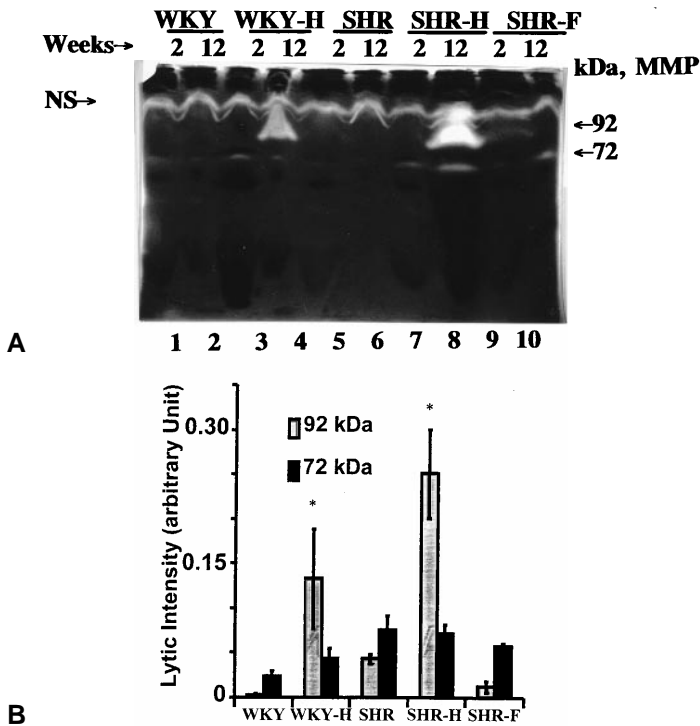 WKY WKY-H SHR SHR-H SHR-F
Weeks→ 2 12 2 12 2 12 2 12 2 12
kDa, MMP
NS→
←92
←72
A
1 2 3 4 5 6 7 8 9 10
Lytic Intensity (arbitrary Unit)
0.30
0.15
0
92 kDa
72 kDa
*
*
WKY WKY-H SHR SHR-H SHR-F
B